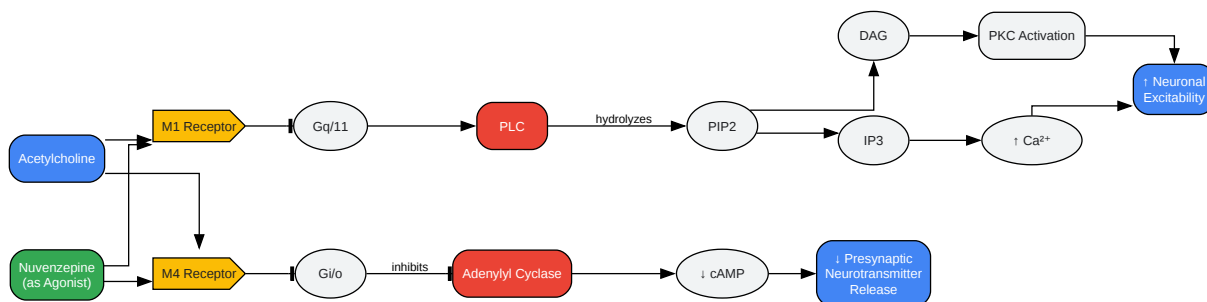 DAG
PKC Activation
↑ Neuronal
Excitability
M1 Receptor
Gq/11
PLC
hydrolyzes
PIP2
IP3
↑ Ca²⁺
Acetylcholine
Nuvenzepine
(as Agonist)
M4 Receptor
Gi/o
inhibits
Adenylyl Cyclase
↓ cAMP
↓ Presynaptic
Neurotransmitter
Release